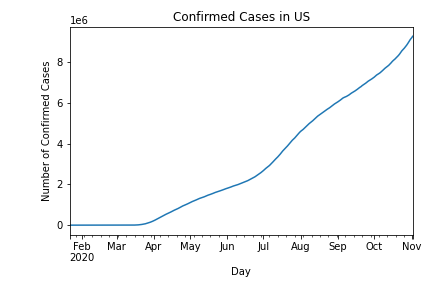 Confirmed Cases in US
1e6
8
6
4
2
0
Number of Confirmed Cases
Feb Mar Apr May Jun Jul Aug Sep Oct Nov
2020
Day